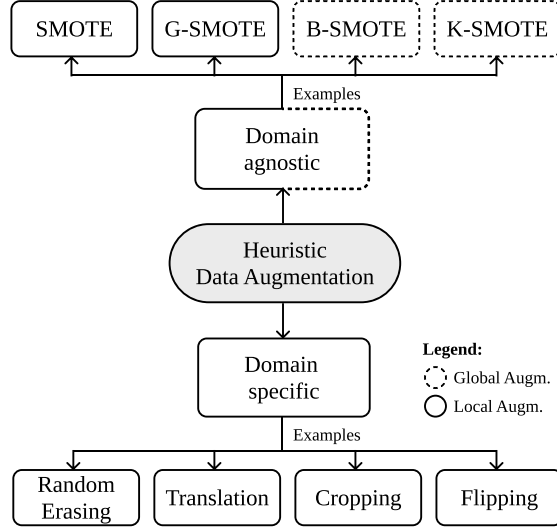 SMOTE
G-SMOTE
B-SMOTE
K-SMOTE
Examples
Domain
agnostic
Heuristic
Data Augmentation
Domain
specific
Legend:
Global Augm.
Local Augm.
Examples
Random
Erasing
Translation
Cropping
Flipping